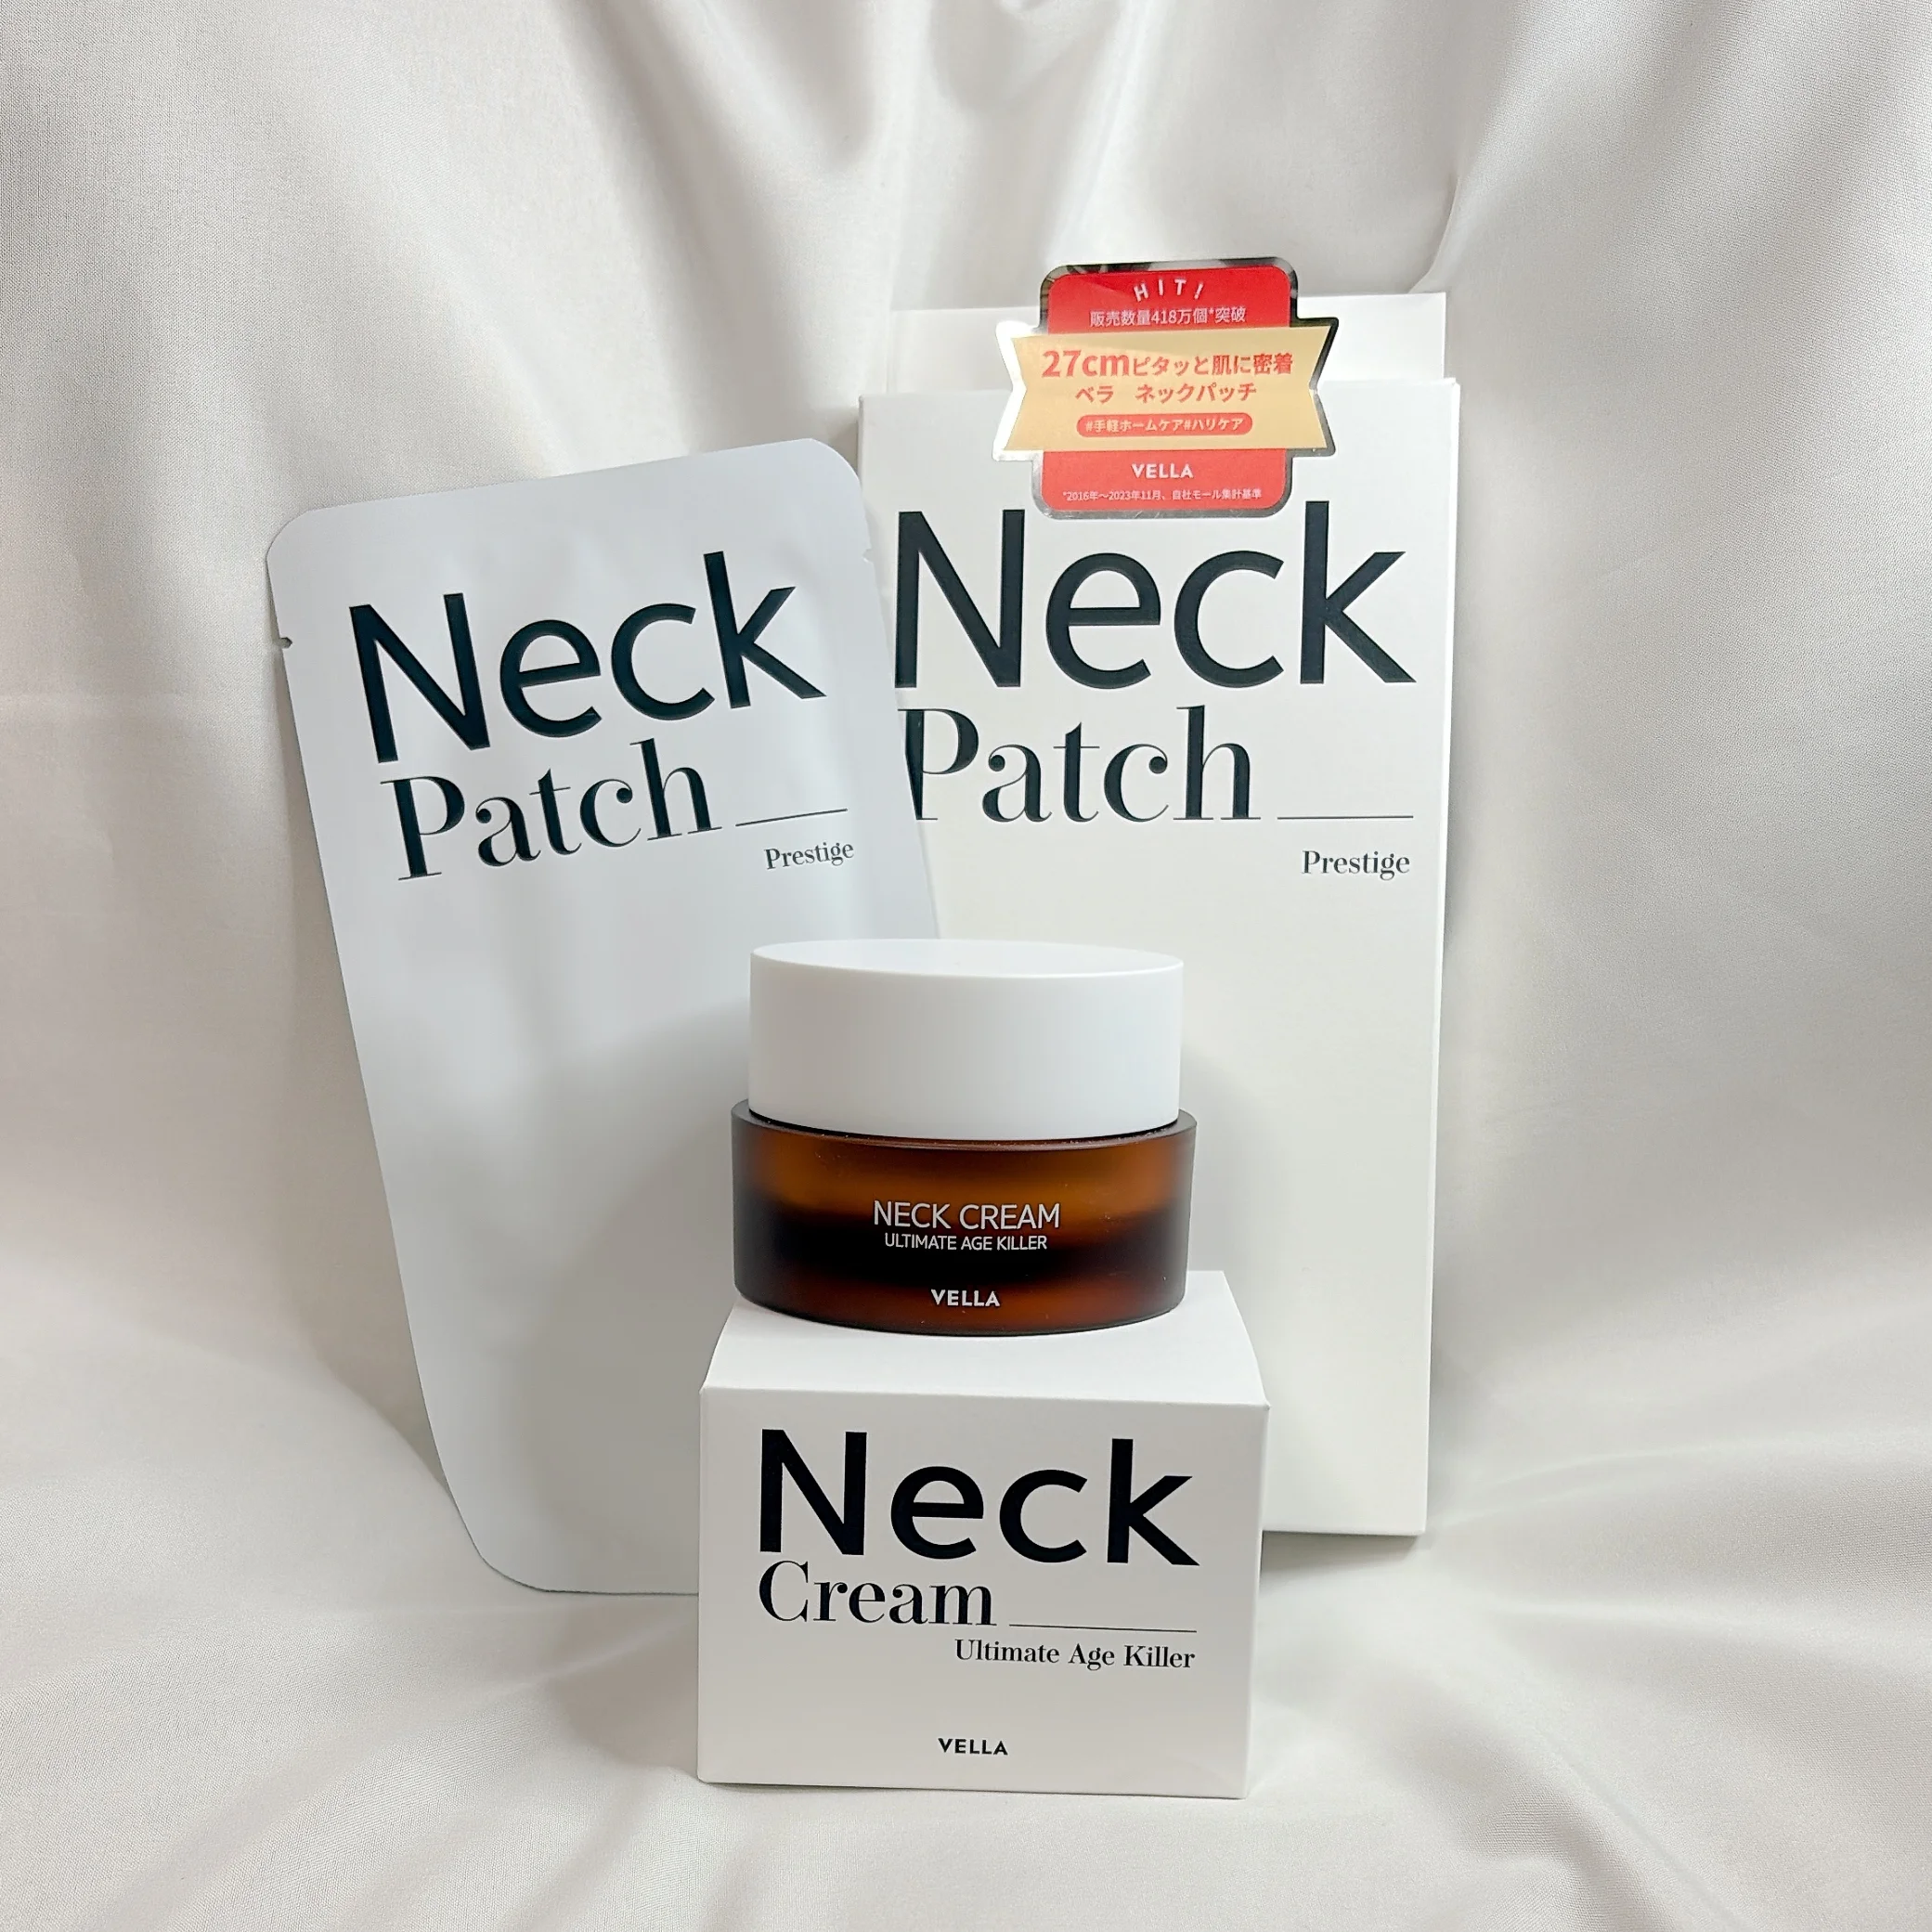 HIT!
販売数量418万個*突破
27cmピタッと肌に密着
ベラ ネックパッチ
#手軽ホームケア#ハリケア
VELLA
*2016年〜2023年11月、自社モール集計基準
Neck
Patch
Prestige
Neck
Patch
Prestige
NECK CREAM
ULTIMATE AGE KILLER
VELLA
Neck
Cream
Ultimate Age Killer
VELLA